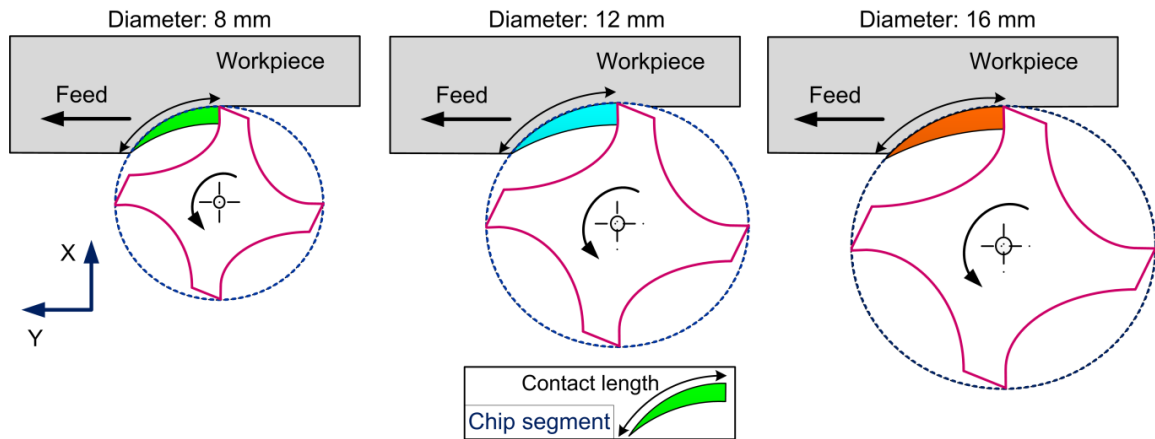 Diameter: 8 mm
Workpiece
Feed
Diameter: 12 mm
Workpiece
Feed
Diameter: 16 mm
Workpiece
Feed
X
Y
Contact length
Chip segment